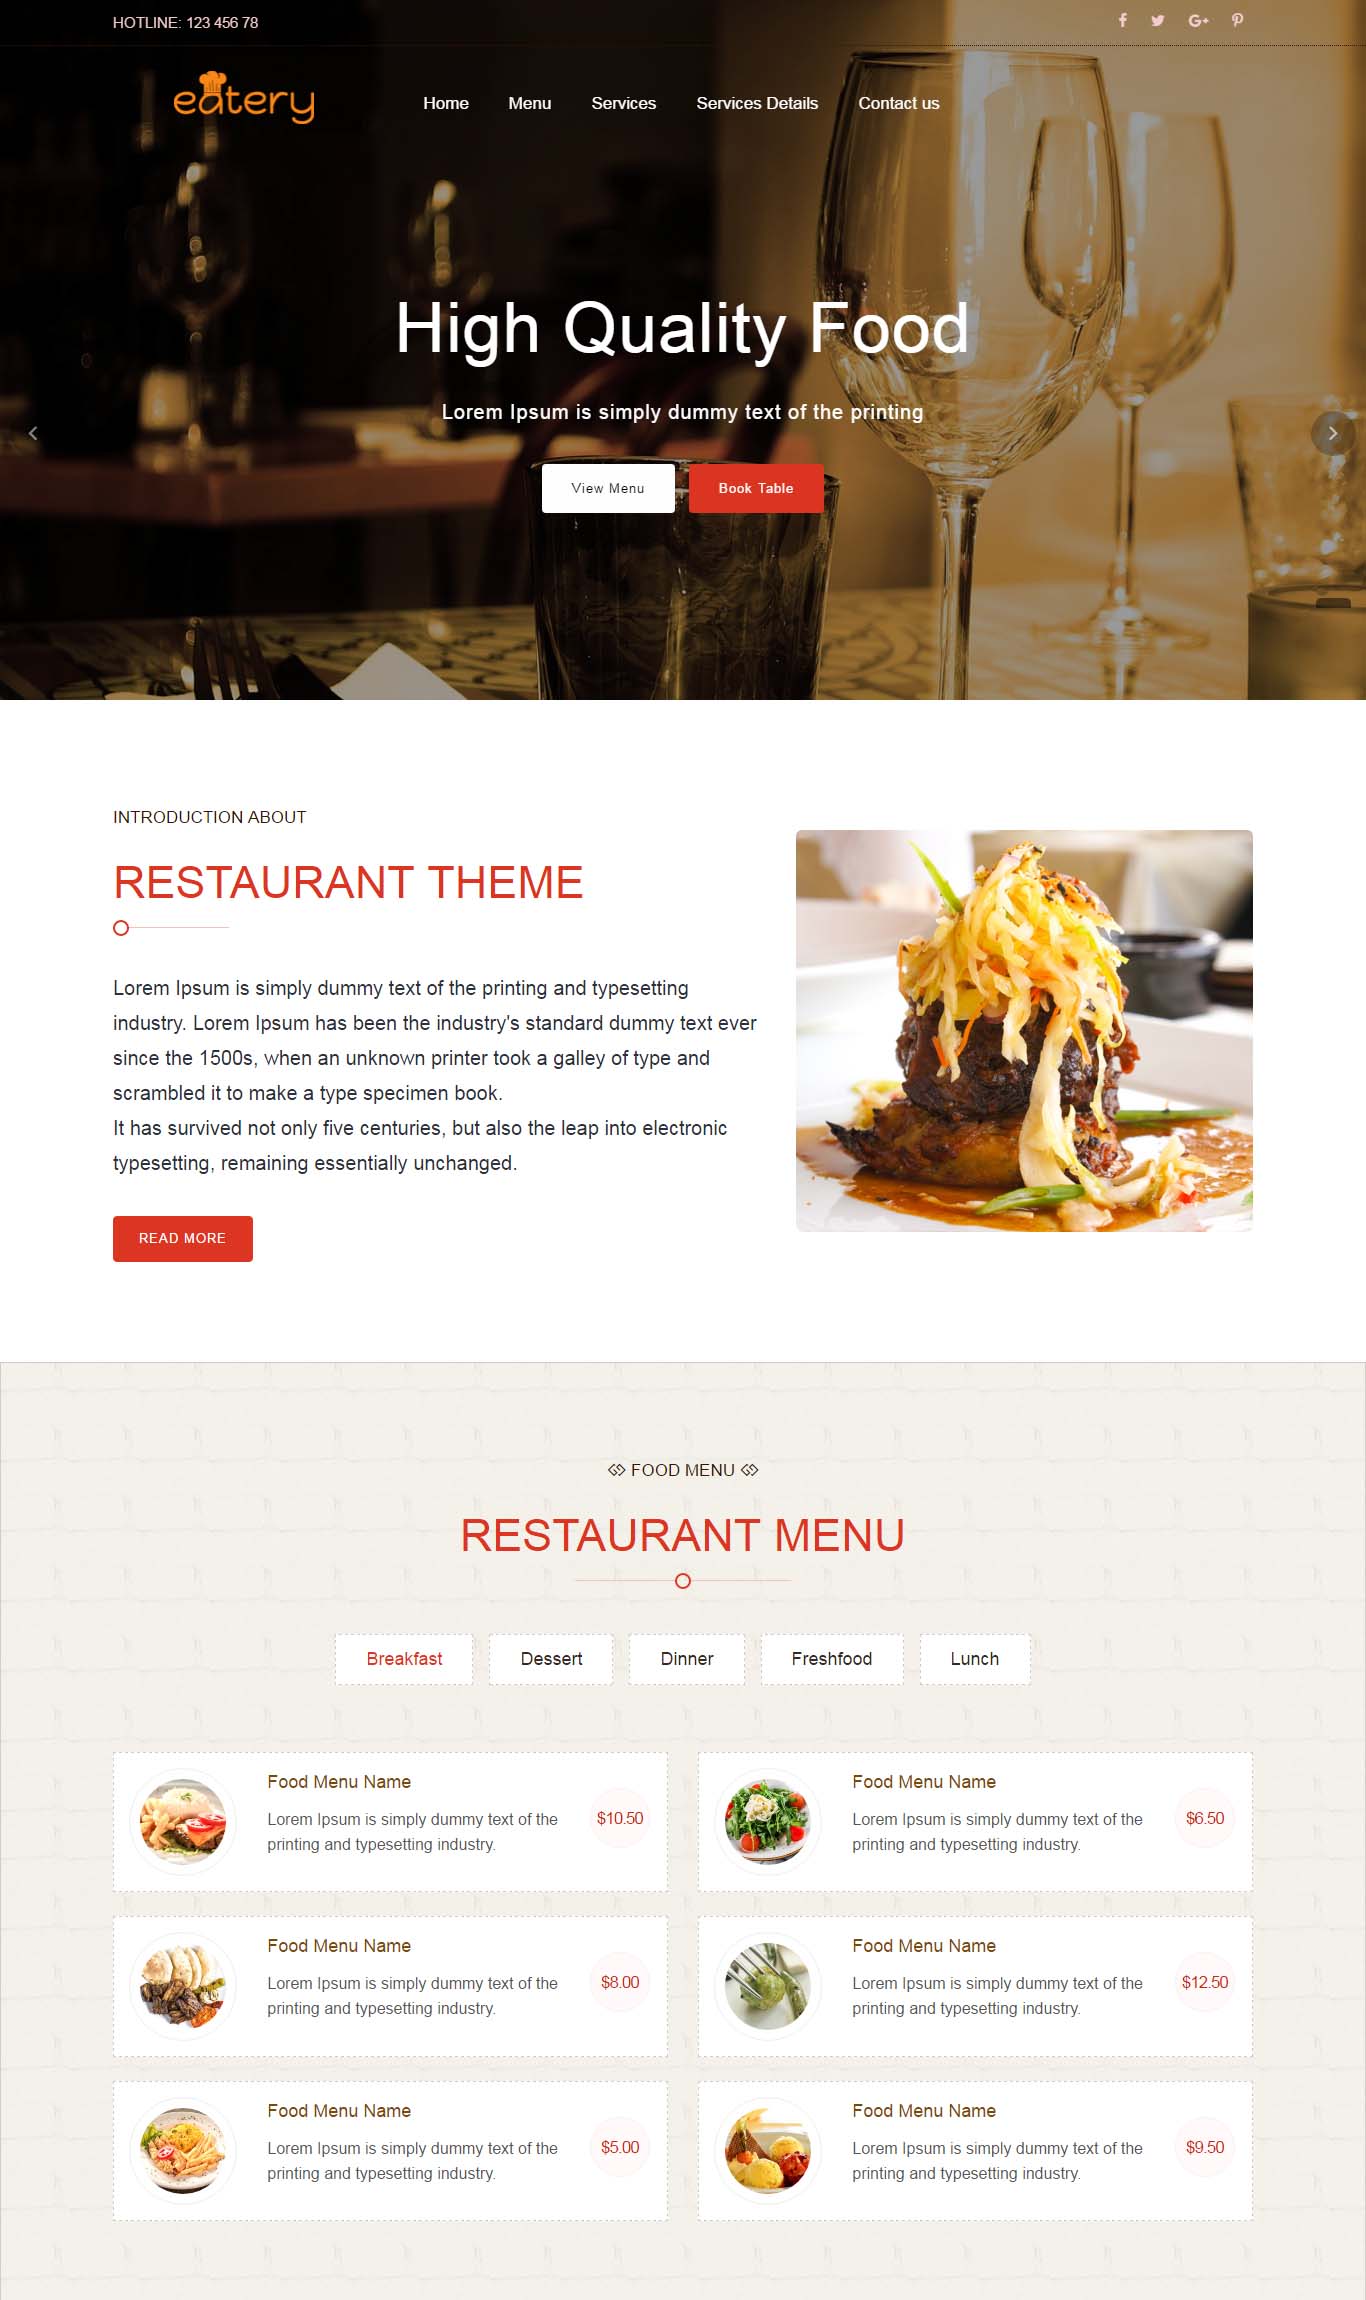 HOTLINE: 123 456 78
eatery
Home Menu Services Services Details Contact us
High Quality Food
Lorem Ipsum is simply dummy text of the printing
View Menu Book Table
INTRODUCTION ABOUT
RESTAURANT THEME
Lorem Ipsum is simply dummy text of the printing and typesetting
industry. Lorem Ipsum has been the industry's standard dummy text ever
since the 1500s, when an unknown printer took a galley of type and
scrambled it to make a type specimen book.
It has survived not only five centuries, but also the leap into electronic
typesetting, remaining essentially unchanged.
READ MORE
FOOD MENU
RESTAURANT MENU
Breakfast Dessert Dinner Freshfood Lunch
Food Menu Name
Lorem Ipsum is simply dummy text of the
printing and typesetting industry.
$10.50
Food Menu Name
Lorem Ipsum is simply dummy text of the
printing and typesetting industry.
$6.50
Food Menu Name
Lorem Ipsum is simply dummy text of the
printing and typesetting industry.
$8.00
Food Menu Name
Lorem Ipsum is simply dummy text of the
printing and typesetting industry.
$12.50
Food Menu Name
Lorem Ipsum is simply dummy text of the
printing and typesetting industry.
$5.00
Food Menu Name
Lorem Ipsum is simply dummy text of the
printing and typesetting industry.
$9.50